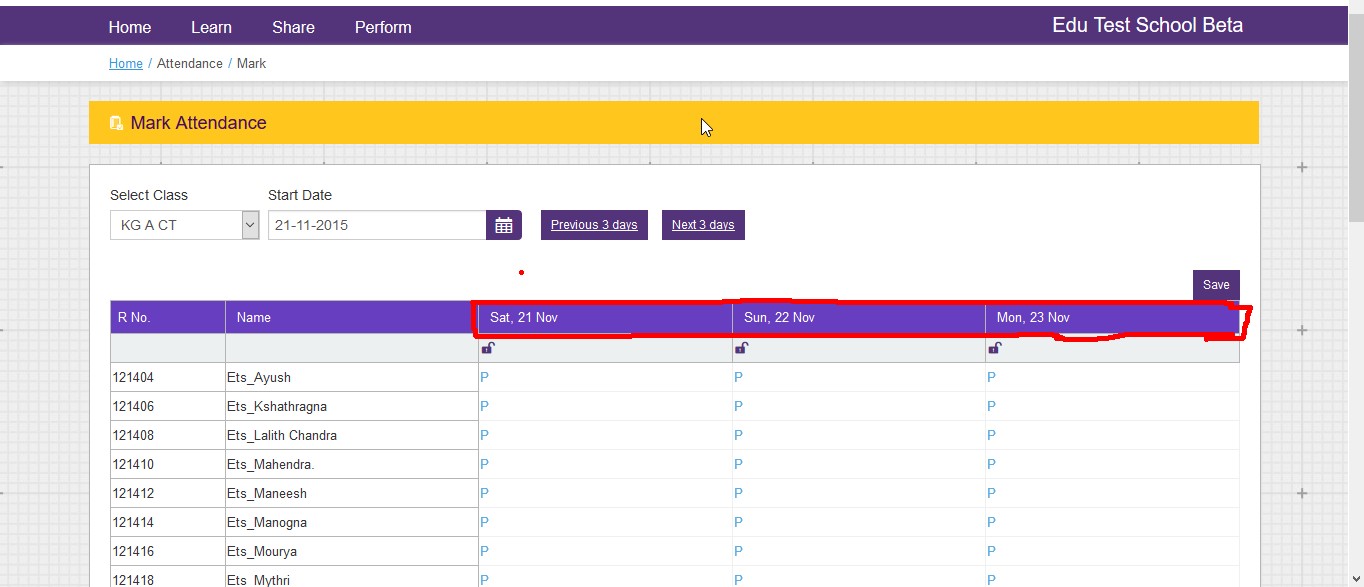 Home Learn Share Perform Edu Test School Beta
Home / Attendance / Mark
Mark Attendance
Select Class Start Date
KG A CT 21-11-2015 Previous 3 days Next 3 days
Save
R No. Name Sat, 21 Nov Sun, 22 Nov Mon, 23 Nov
121404 Ets_Ayush P P P
121406 Ets_Kshathragna P P P
121408 Ets_Lalith Chandra P P P
121410 Ets_Mahendra. P P P
121412 Ets_Maneesh P P P
121414 Ets_Manogna P P P
121416 Ets_Mourya P P P
121418 Ets_Mythri P P P